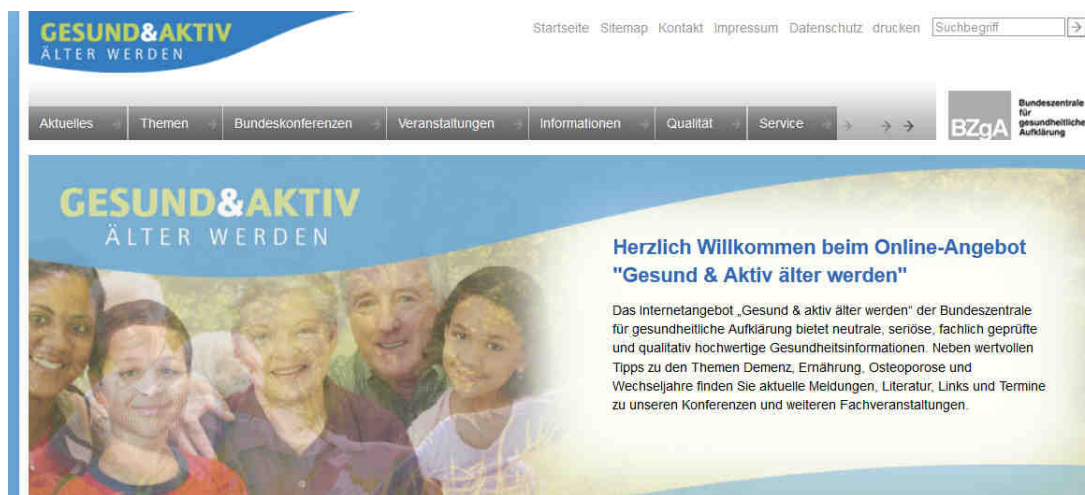 GESUND&AKTIV
ÄLTER WERDEN
Startseite Sitemap Kontakt Impressum Datenschutz drucken Suchbegriff
Aktuelles Themen Bundeskonferenzen Veranstaltungen Informationen Qualität Service
BZgA
Bundeszentrale
für
gesundheitliche
Aufklärung
GESUND&AKTIV
ÄLTER WERDEN
Herzlich Willkommen beim Online-Angebot
"Gesund & Aktiv älter werden"
Das Internetangebot „Gesund & aktiv älter werden“ der Bundeszentrale
für gesundheitliche Aufklärung bietet neutrale, seriöse, fachlich geprüfte
und qualitativ hochwertige Gesundheitsinformationen. Neben wertvollen
Tipps zu den Themen Demenz, Ernährung, Osteoporose und
Wechseljahre finden Sie aktuelle Meldungen, Literatur, Links und Termine
zu unseren Konferenzen und weiteren Fachveranstaltungen.